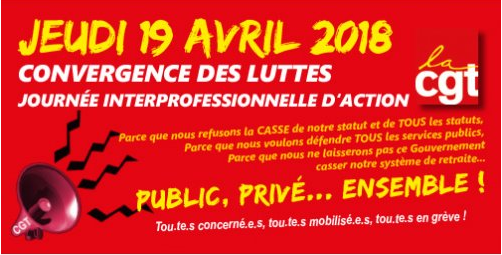 JEUDI 19 AVRIL 2018
CONVERGENCE DES LUTTES
JOURNÉE INTERPROFESSIONNELLE D'ACTION
la
cgt
Parce que nous refusons la CASSE de notre statut et de TOUS les statuts,
Parce que nous voulons défendre TOUS les services publics,
Parce que nous ne laisserons pas ce Gouvernement
casser notre système de retraite...
PUBLIC, PRIVÉ... ENSEMBLE !
CGT
Tou.te.s concerné.e.s, tou.te.s mobilisé.e.s, tou.te.s en grève !